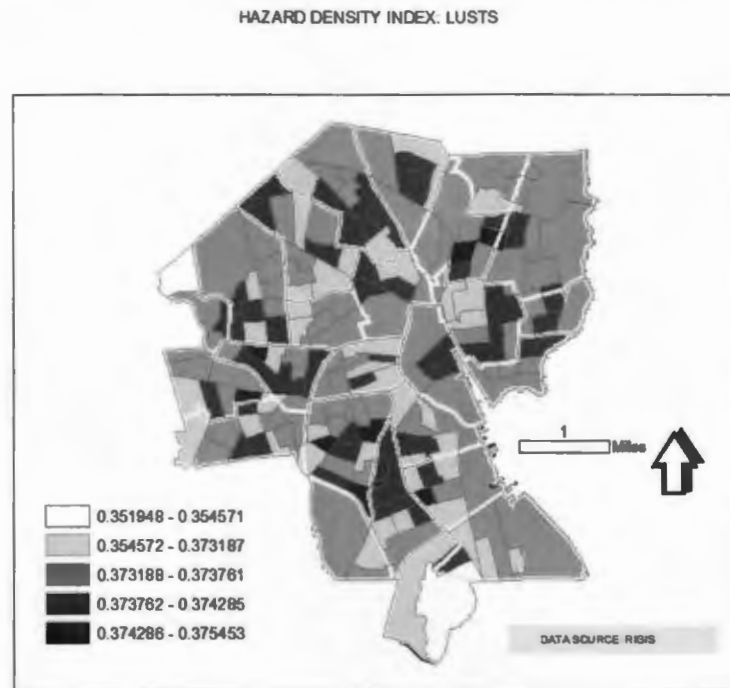 HAZARD DENSITY INDEX: LUSTS
1
Miles
0.351948 - 0.354571
0.354572 - 0.373187
0.373188 - 0.373761
0.373762 - 0.374285
0.374286 - 0.375453
DATA SOURCE RIGIS